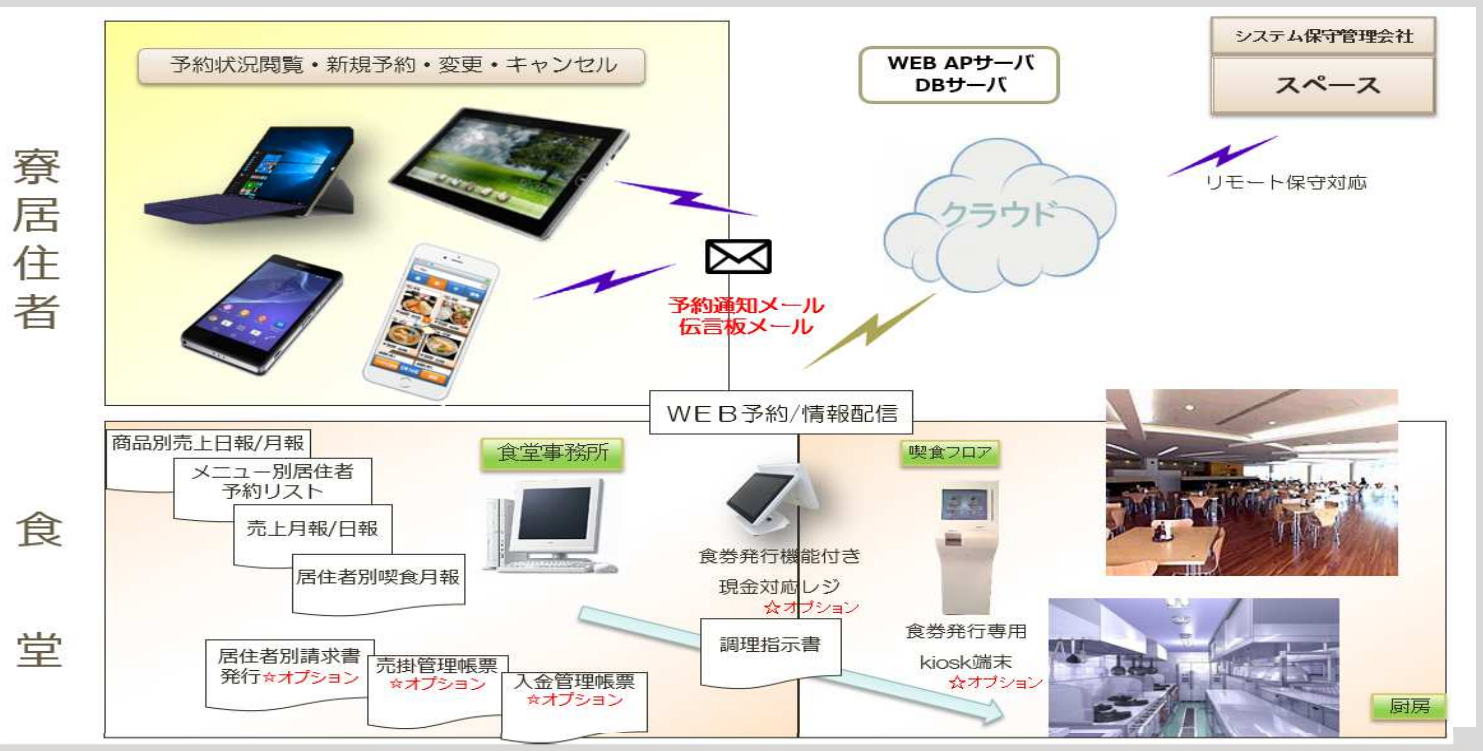 予約状況閲覧・新規予約・変更・キャンセル
WEB APサーバ
DBサーバ
システム保守管理会社
スペース
寮居住者
クラウド
リモート保守対応
予約通知メール
伝言板メール
WEB予約/情報配信
食堂
商品別売上日報/月報
メニュー別居住者
予約リスト
売上月報/日報
居住者別喫食月報
食堂事務所
喫食フロア
食券発行機能付き
現金対応レジ
☆オプション
食券発行専用
kiosk端末
☆オプション
調理指示書
居住者別請求書
発行☆オプション
売掛管理帳票
☆オプション
入金管理帳票
☆オプション
厨房